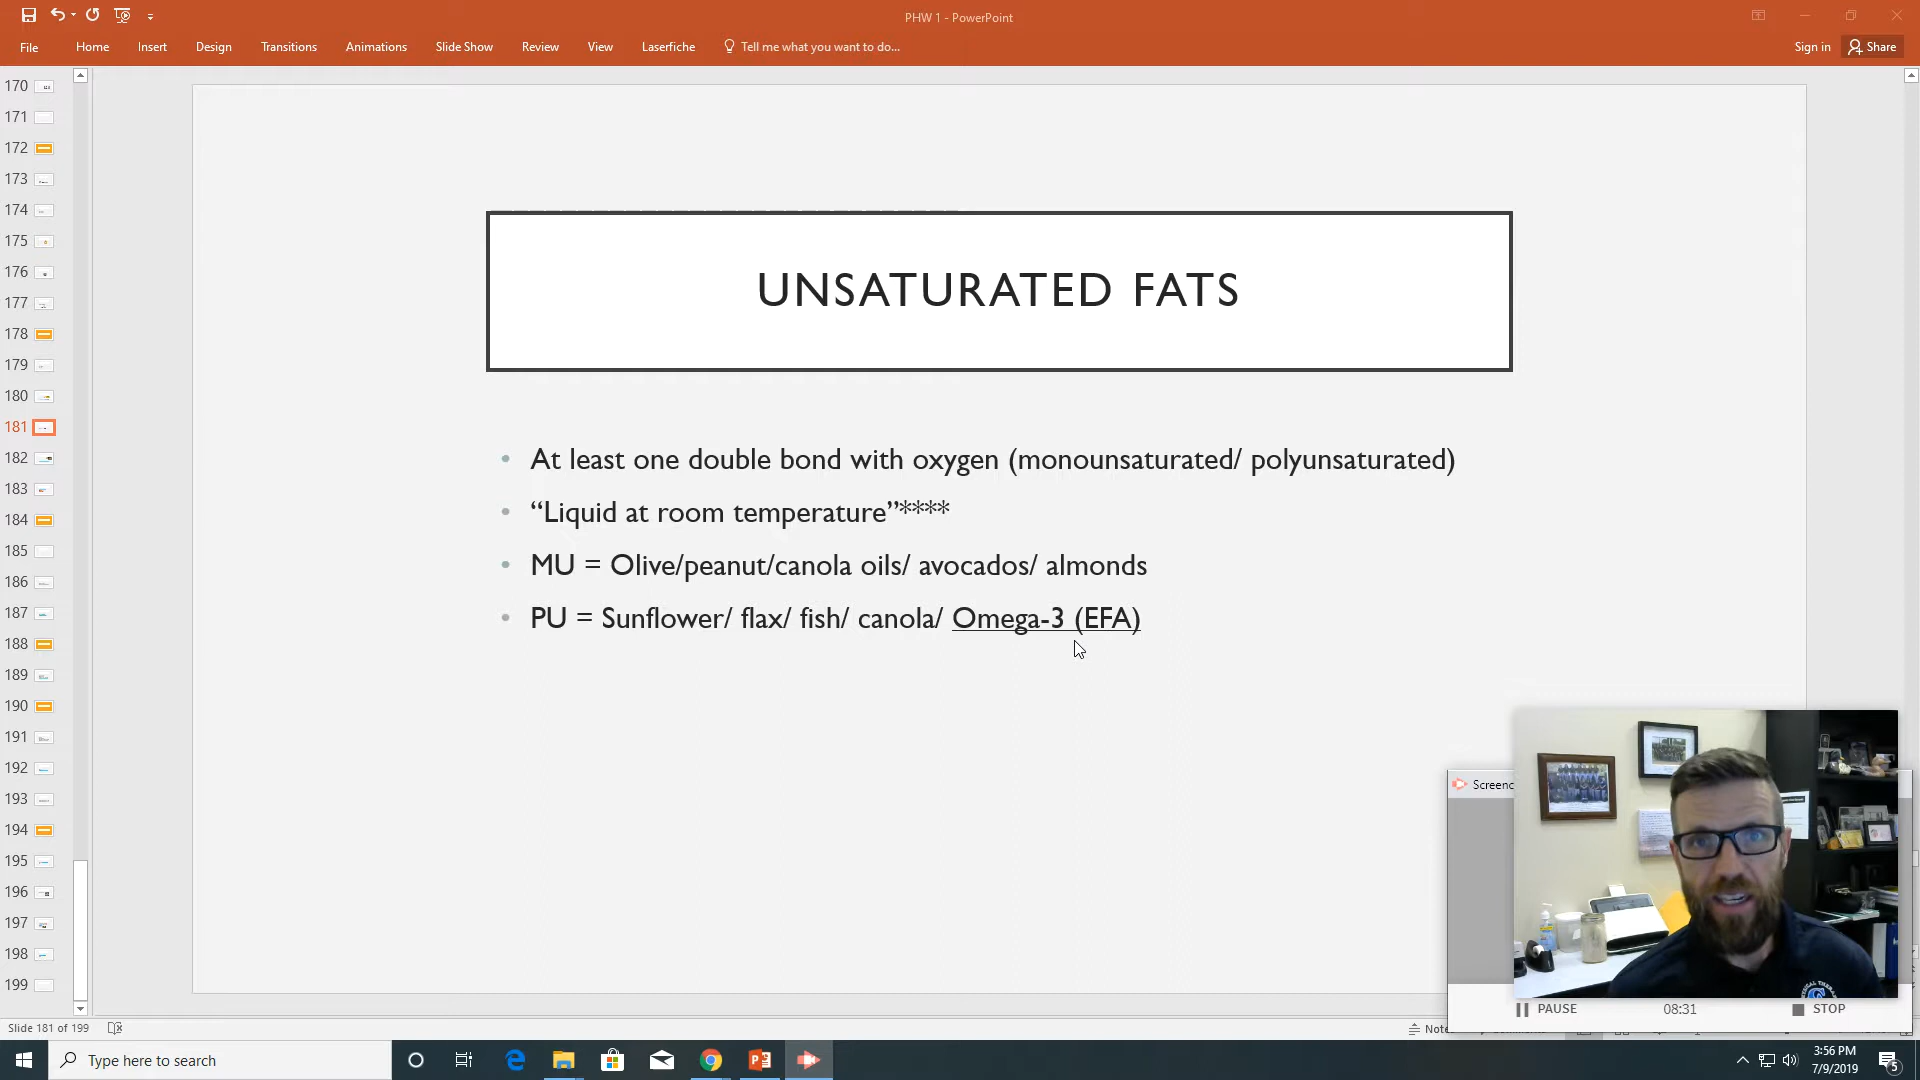 PHW 1 - PowerPoint
File Home Insert Design Transitions Animations Slide Show Review View Laserfiche Tell me what you want to do... Sign in Share
170
171
172
173
174
175
176
177
178
179
180
181
182
183
184
185
186
187
188
189
190
191
192
193
194
195
196
197
198
199
UNSATURATED FATS
• At least one double bond with oxygen (monounsaturated/ polyunsaturated)
• “Liquid at room temperature”****
• MU = Olive/peanut/canola oils/ avocados/ almonds
• PU = Sunflower/ flax/ fish/ canola/ Omega-3 (EFA)
Screenc
PAUSE 08:31 STOP
Slide 181 of 199
Note
Type here to search
3:56 PM
7/9/2019
5